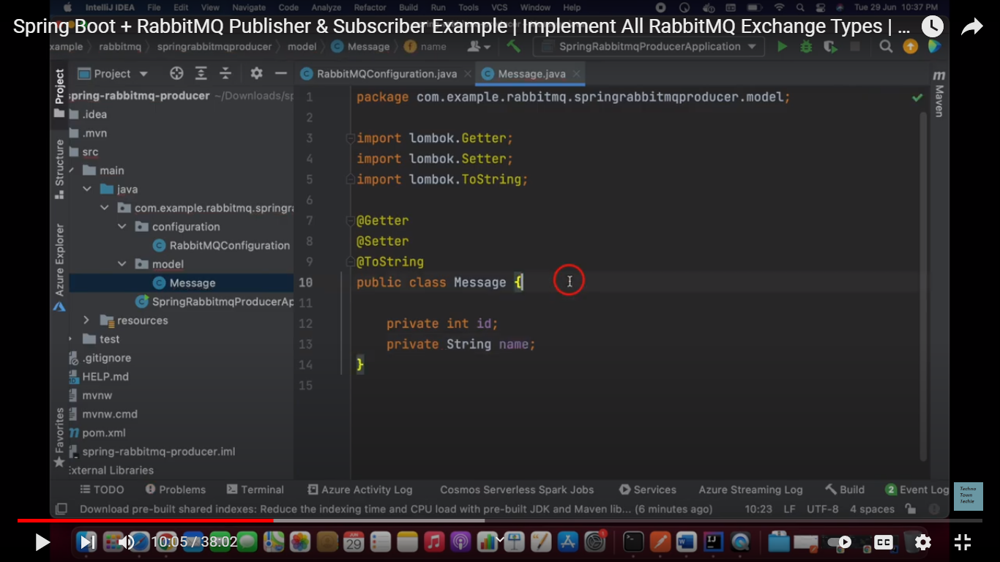 IntelliJ IDEA File Edit View Navigate Code Analyze Refactor Build Run Tools VCS Window Help Tue 29 Jun 10:37 PM
Spring Boot + RabbitMQ Publisher & Subscriber Example | Implement All RabbitMQ Exchange Types | ...
xample rabbitmq springrabbitmqproducer model Message name SpringRabbitmqProducerApplication
Project RabbitMQConfiguration.java Message.java
Project
Structure
Azure Explorer
Favorites
Maven
spring-rabbitmq-producer ~/Downloads/sp
.idea
.mvn
src
main
java
com.example.rabbitmq.springra
configuration
RabbitMQConfiguration
model
Message
SpringRabbitmqProducerAp
resources
test
.gitignore
HELP.md
mvnw
mvnw.cmd
pom.xml
spring-rabbitmq-producer.iml
External Libraries
1 package com.example.rabbitmq.springrabbitmqproducer.model;
2
3 import lombok.Getter;
4 import lombok.Setter;
5 import lombok.ToString;
6
7 @Getter
8 @Setter
9 @ToString
10 public class Message {
11
12 private int id;
13 private String name;
14 }
15
TODO Problems Terminal Azure Activity Log Cosmos Serverless Spark Jobs Services Azure Streaming Log Build 2 Event Log
Techno
Town
Techie
Download pre-built shared indexes: Reduce the indexing time and CPU load with pre-built JDK and Maven lib... (6 minutes ago) 10:23 LF UTF-8 4 spaces
10:05 / 38:02
JUN
29
CC